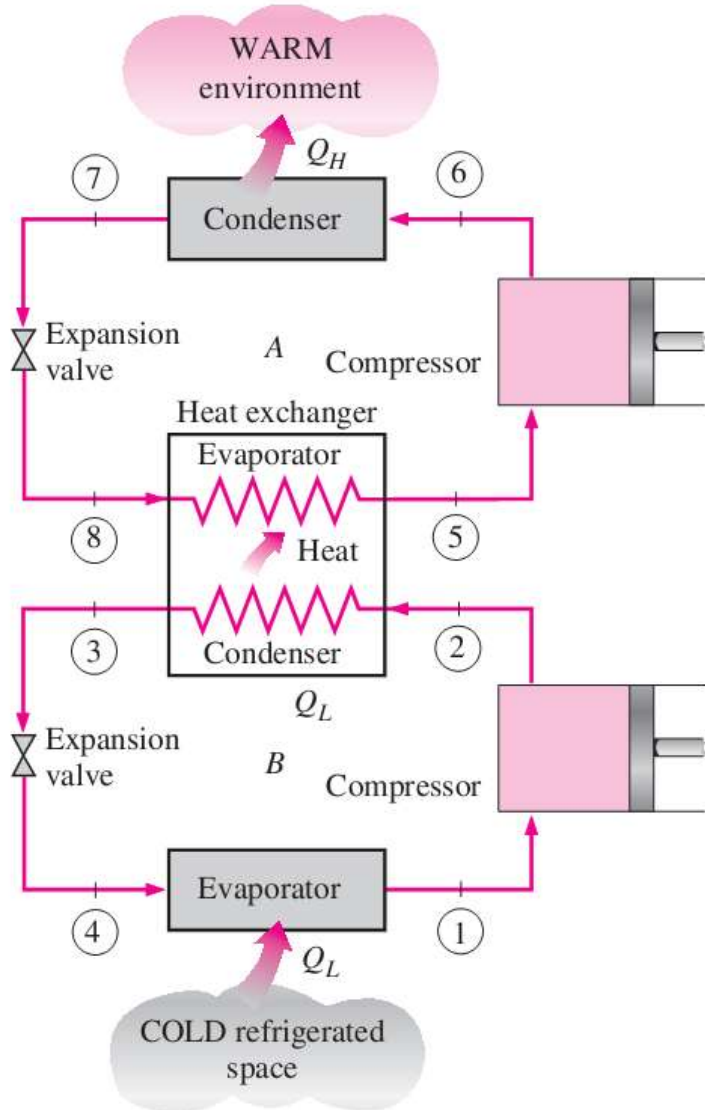 WARM
environment
Q_H
7
6
Condenser
Expansion
valve
A
Compressor
Heat exchanger
Evaporator
8
Heat
5
3
Condenser
2
Q_L
Expansion
valve
B
Compressor
Evaporator
4
1
Q_L
COLD refrigerated
space